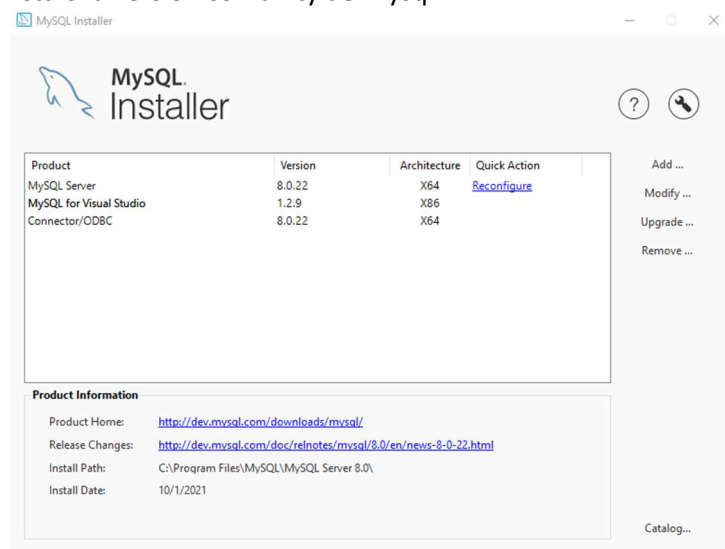 MySQL Installer
MySQL.
Installer
?
Product Version Architecture Quick Action
MySQL Server 8.0.22 X64 Reconfigure
MySQL for Visual Studio 1.2.9 X86
Connector/ODBC 8.0.22 X64
Add ...
Modify ...
Upgrade ...
Remove ...
Product Information
Product Home: http://dev.mysql.com/downloads/mysql/
Release Changes: http://dev.mysql.com/doc/relnotes/mysql/8.0/en/news-8-0-22.html
Install Path: C:\Program Files\MySQL\MySQL Server 8.0\
Install Date: 10/1/2021
Catalog...